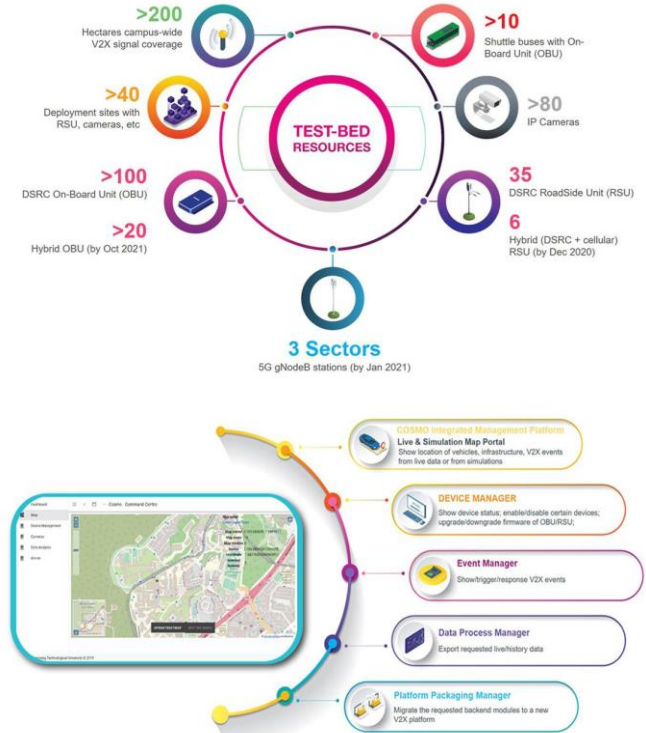 >200
Hectares campus-wide
V2X signal coverage
>10
Shuttle buses with On-
Board Unit (OBU)
>40
Deployment sites with
RSU, cameras, etc
TEST-BED
RESOURCES
>80
IP Cameras
>100
DSRC On-Board Unit (OBU)
>20
Hybrid OBU (by Oct 2021)
35
DSRC RoadSide Unit (RSU)
6
Hybrid (DSRC + cellular)
RSU (by Dec 2020)
3 Sectors
5G gNodeB stations (by Jan 2021)
COSMO Integrated Management Platform
Live & Simulation Map Portal
Show location of vehicles, infrastructure, V2X events
from live data or from simulations
DEVICE MANAGER
Show device status; enable/disable certain devices;
upgrade/downgrade firmware of OBU/RSU;
Event Manager
Show/trigger/response V2X events
Data Process Manager
Export requested live/history data
Platform Packaging Manager
Migrate the requested backend modules to a new
V2X platform
Dashboard
Cosmo Command Centre
Map
Device Management
Cameras
Data Analysis